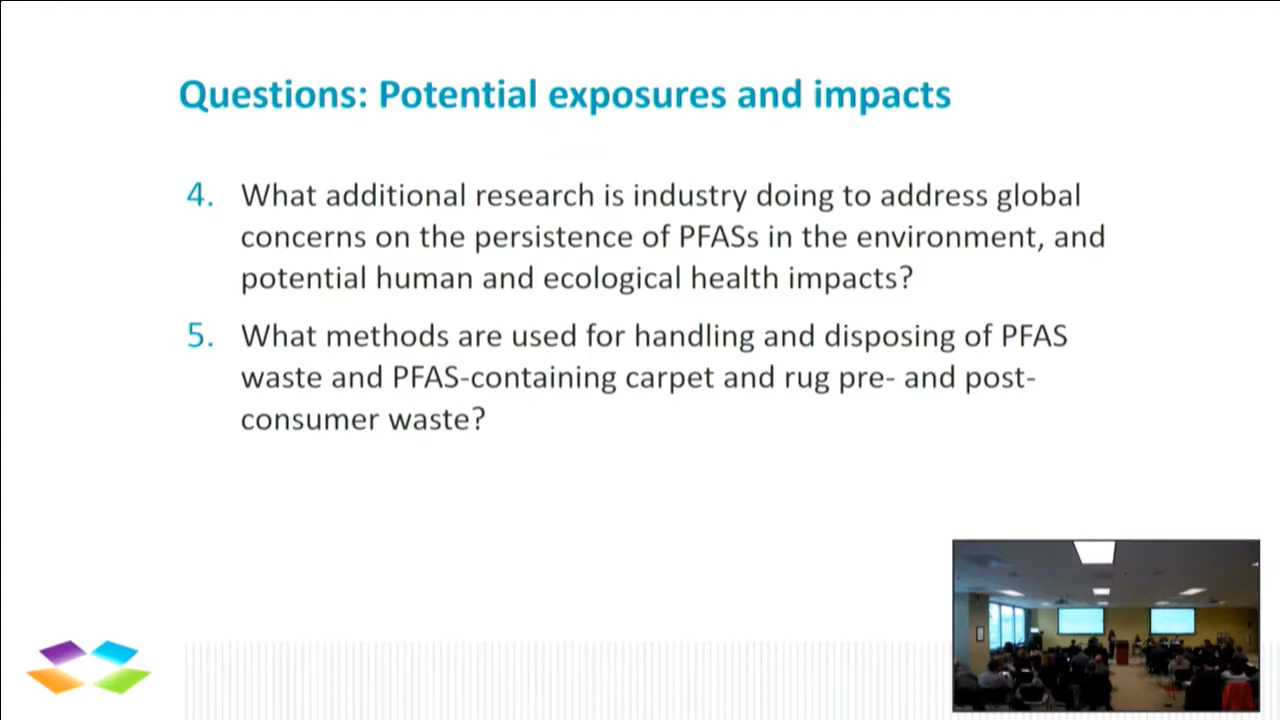 Questions: Potential exposures and impacts
4. What additional research is industry doing to address global
concerns on the persistence of PFASs in the environment, and
potential human and ecological health impacts?
5. What methods are used for handling and disposing of PFAS
waste and PFAS-containing carpet and rug pre- and post-
consumer waste?